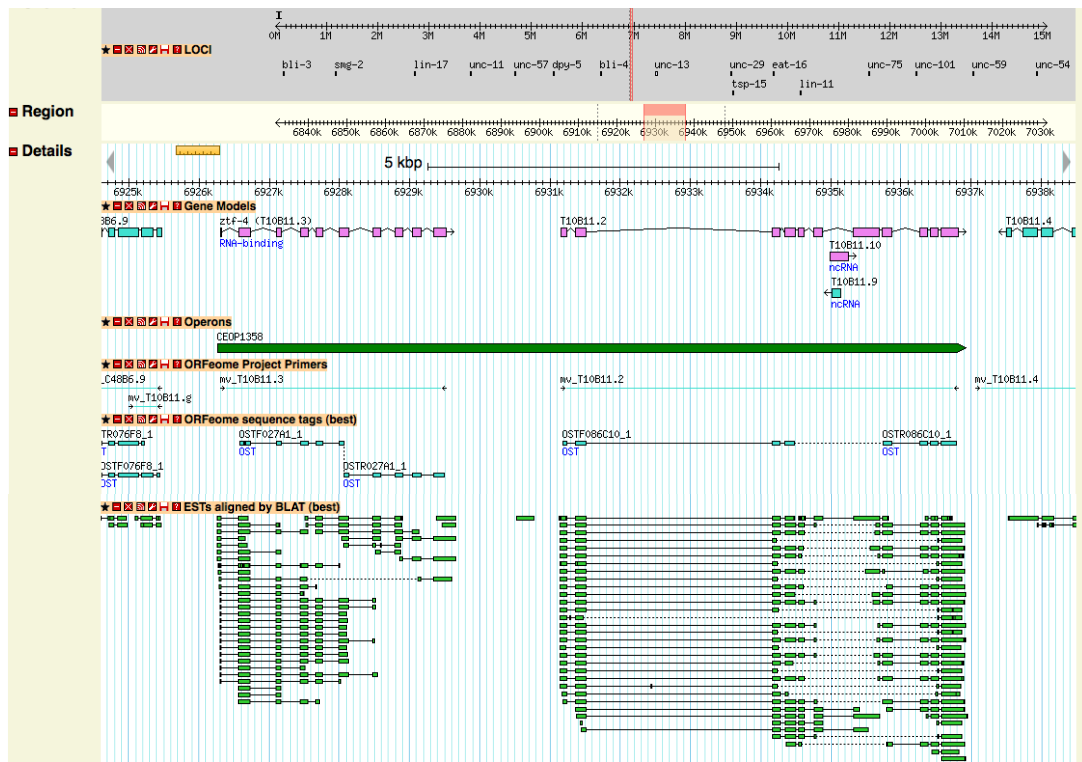 I
0M 1M 2M 3M 4M 5M 6M 7M 8M 9M 10M 11M 12M 13M 14M 15M
LOCI
bli-3 smg-2 lin-17 unc-11 unc-57 dpy-5 bli-4 unc-13 unc-29 eat-16 unc-75 unc-101 unc-59 unc-54
tsp-15 lin-11
Region
6840k 6850k 6860k 6870k 6880k 6890k 6900k 6910k 6920k 6930k 6940k 6950k 6960k 6970k 6980k 6990k 7000k 7010k 7020k 7030k
Details
5 kbp
6925k 6926k 6927k 6928k 6929k 6930k 6931k 6932k 6933k 6934k 6935k 6936k 6937k 6938k
Gene Models
8B6.9 ztf-4 (T10B11.3) T10B11.2 T10B11.4
RNA-binding
T10B11.10
ncRNA
T10B11.9
ncRNA
Operons
CEOP1358
ORFeome Project Primers
_C48B6.9 mv_T10B11.3 mv_T10B11.2 mv_T10B11.4
mv_T10B11.g
ORFeome sequence tags (best)
TR076F8_1 OSTF027A1_1 OSTF086C10_1 OSTR086C10_1
T OST OST OST
OSTF076F8_1 OSTR027A1_1
OST OST
ESTs aligned by BLAT (best)